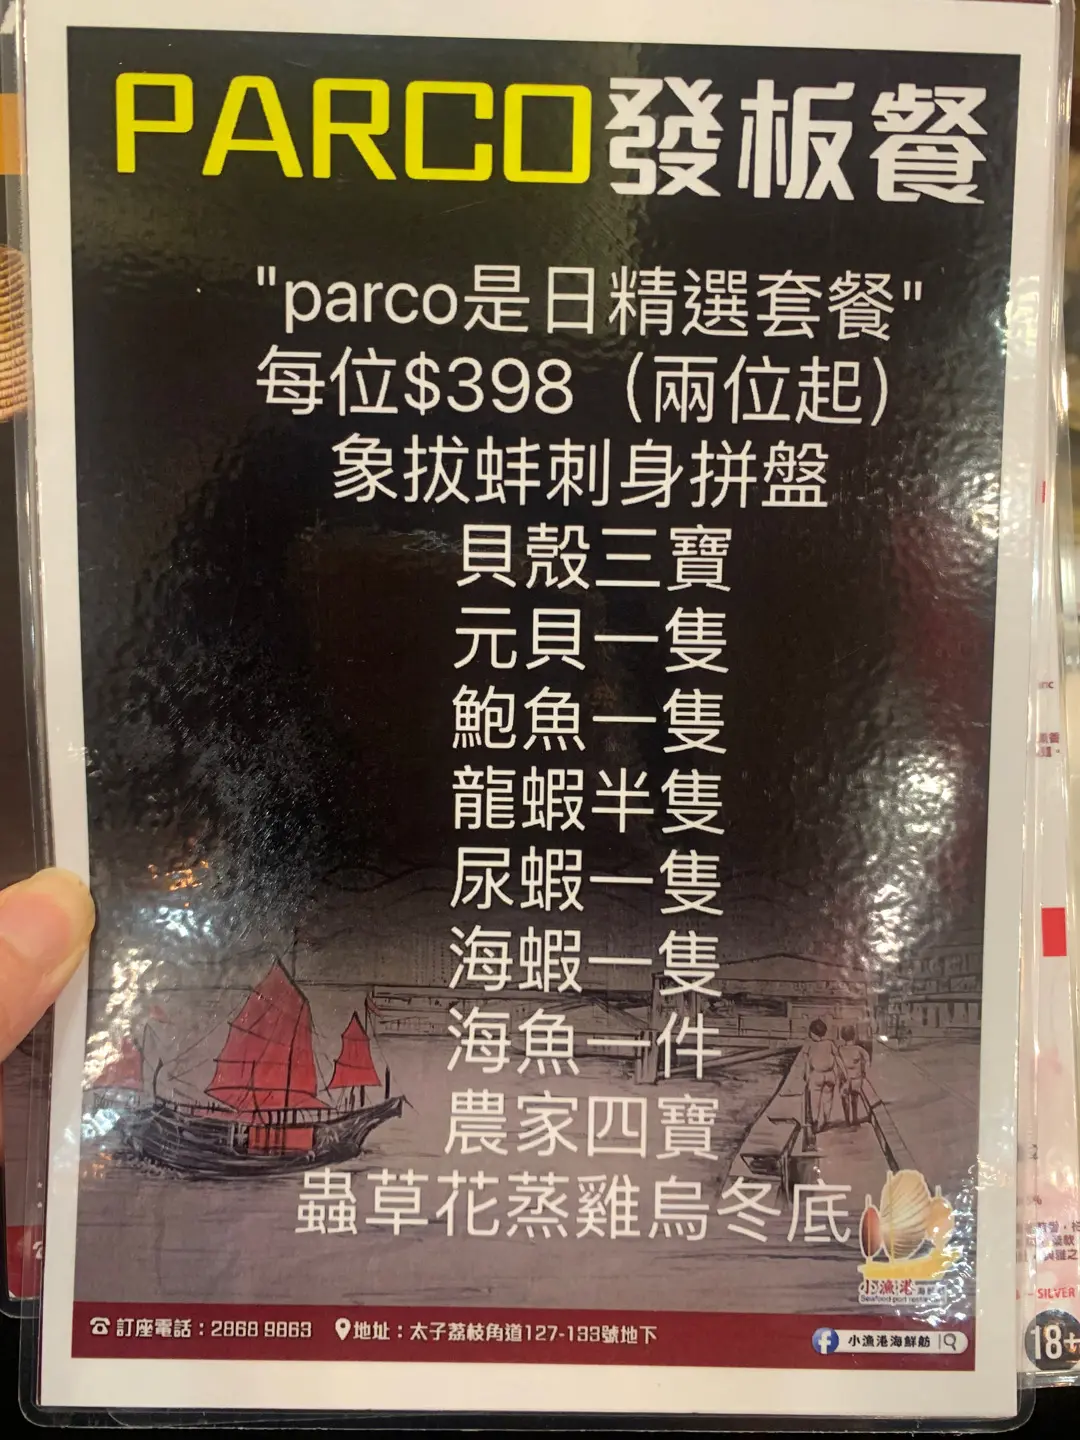 PARCO發板餐
"parco是日精選套餐"
每位$398（兩位起）
象拔蚌刺身拼盤
貝殼三寶
元貝一隻
鮑魚一隻
龍蝦半隻
尿蝦一隻
海蝦一隻
海魚一件
農家四寶
蟲草花蒸雞烏冬底
小漁港
訂座電話：2868 9863
地址：太子荔枝角道127-133號地下
小漁港海鮮舫
SILVER
18+